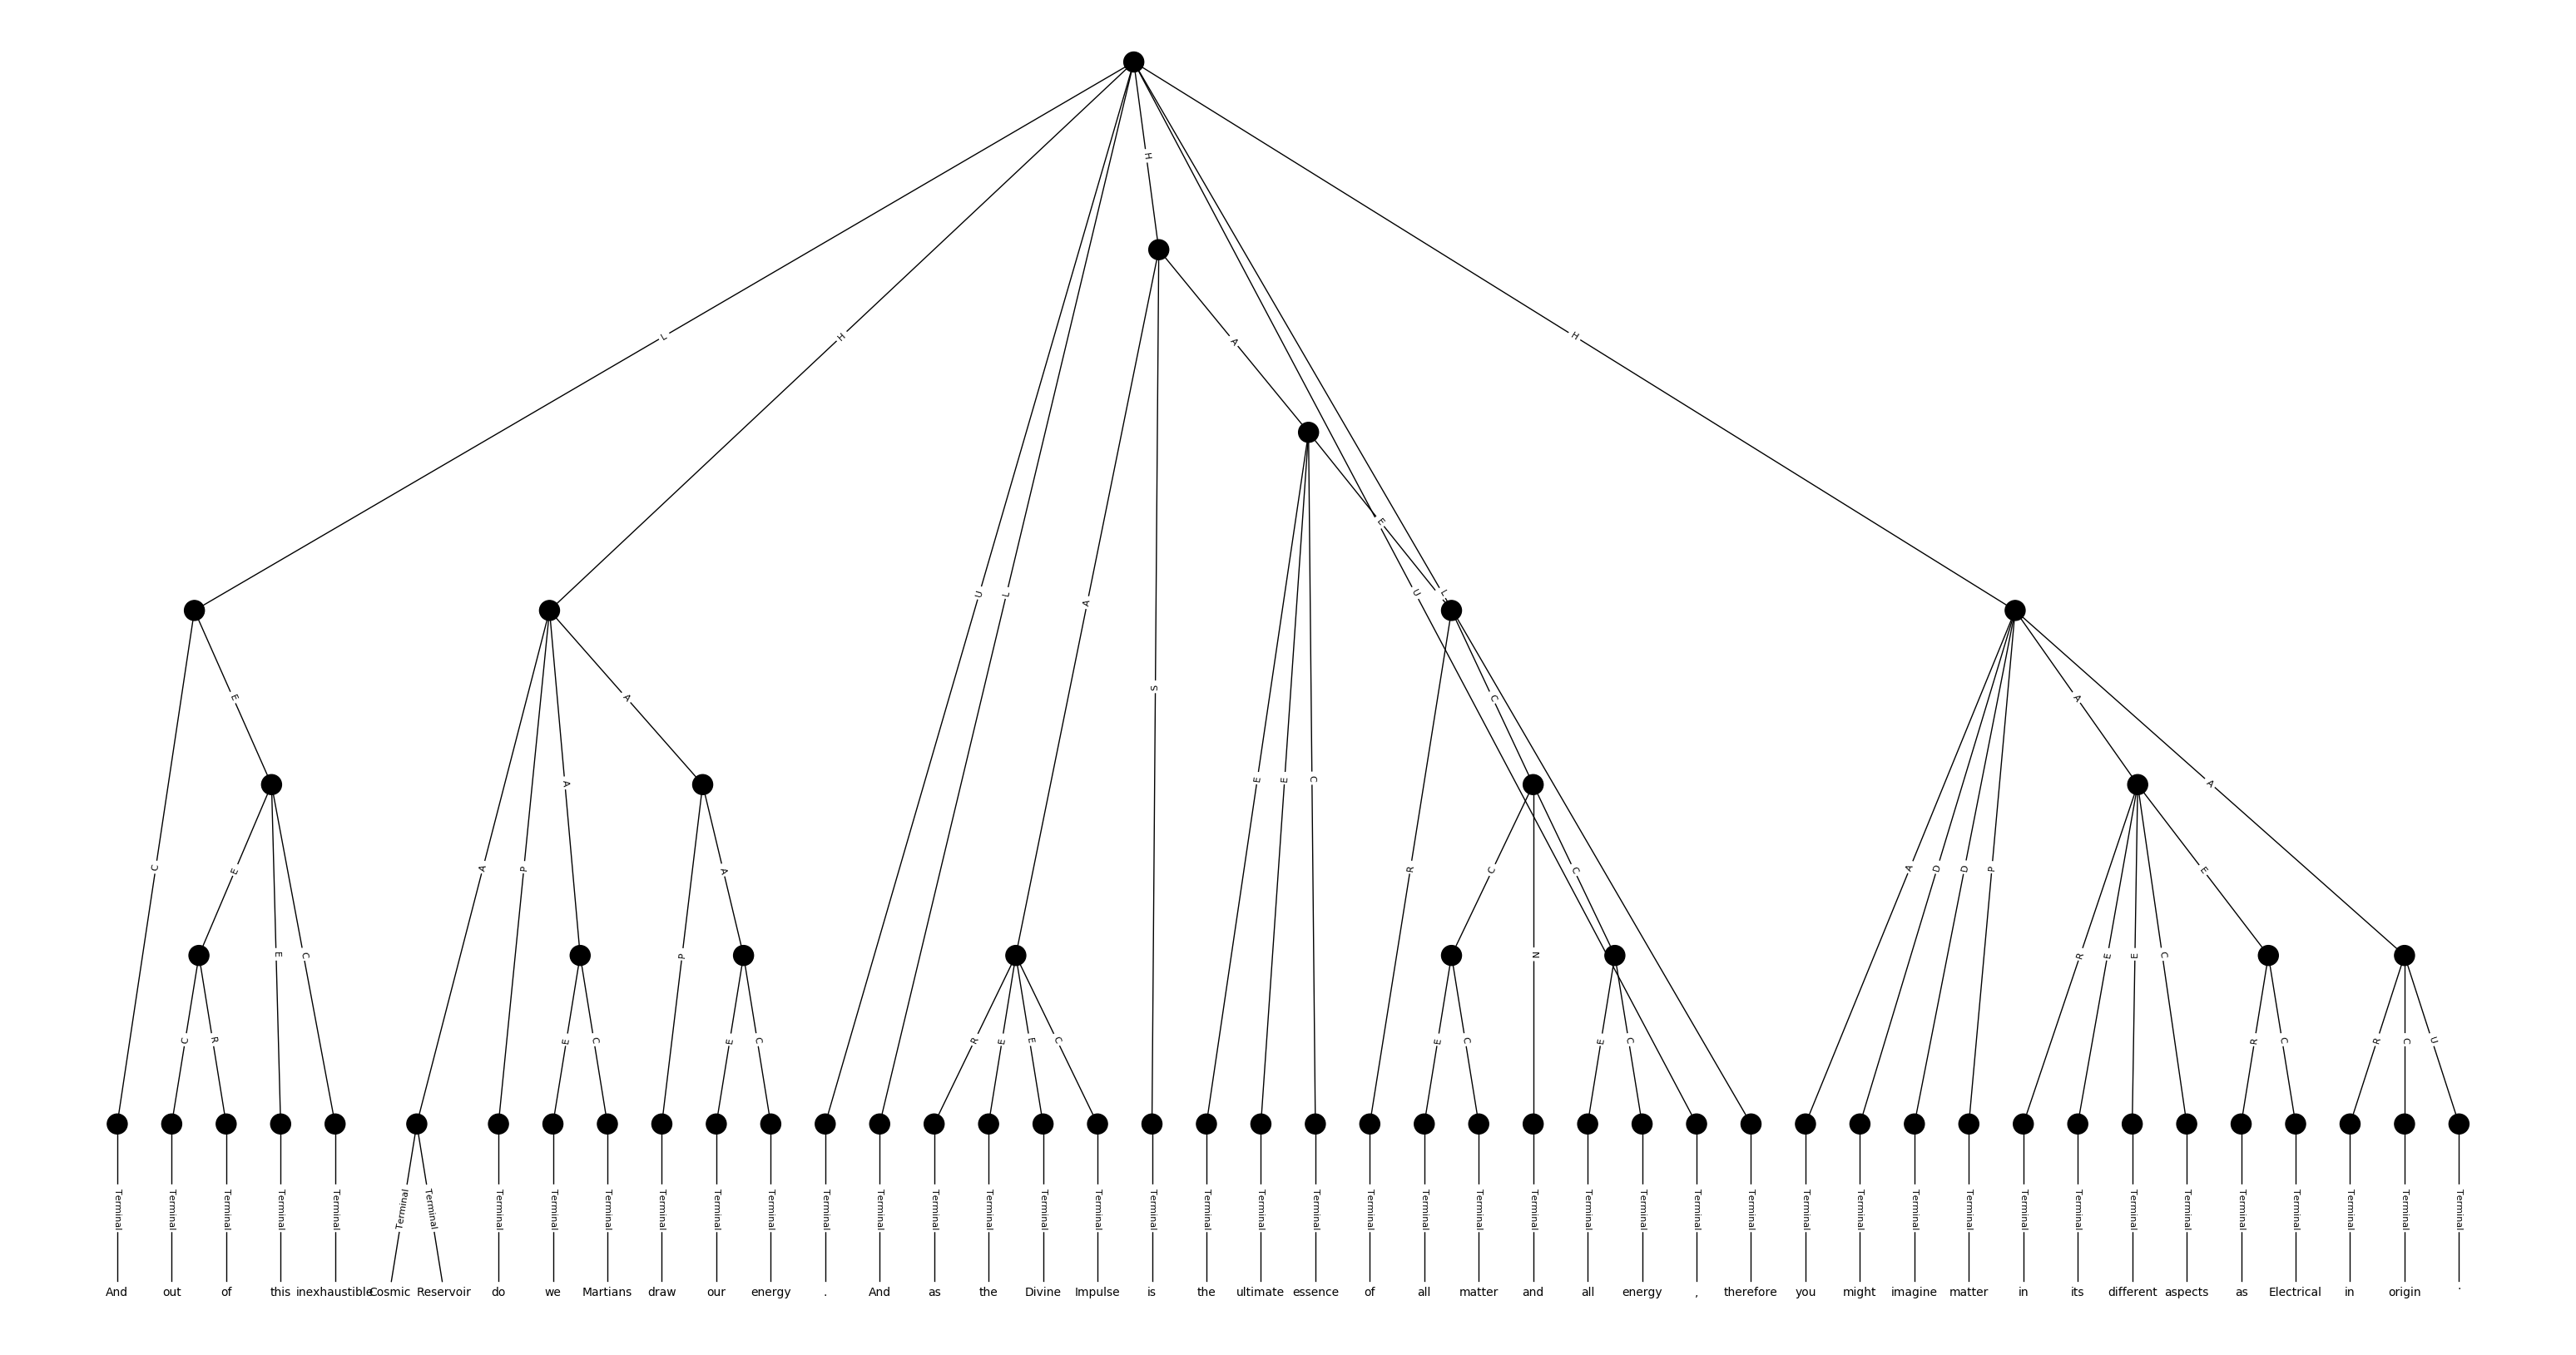 H
L H H
A
U L A E
U L
S
E C A A A
A P A E E C C A D D P A
C E E C A P R C N C R E E C E
C R E C E C R E E C E C E C R C R C U
Terminal Terminal Terminal Terminal Terminal Terminal Terminal Terminal Terminal Terminal Terminal Terminal Terminal Terminal Terminal Terminal Terminal Terminal Terminal Terminal Terminal Terminal Terminal Terminal Terminal Terminal Terminal Terminal Terminal Terminal Terminal Terminal Terminal Terminal Terminal Terminal Terminal Terminal Terminal Terminal Terminal Terminal Terminal Terminal
And out of this inexhaustible Cosmic Reservoir do we Martians draw our energy . And as the Divine Impulse is the ultimate essence of all matter and all energy , therefore you might imagine matter in its different aspects as Electrical in origin .